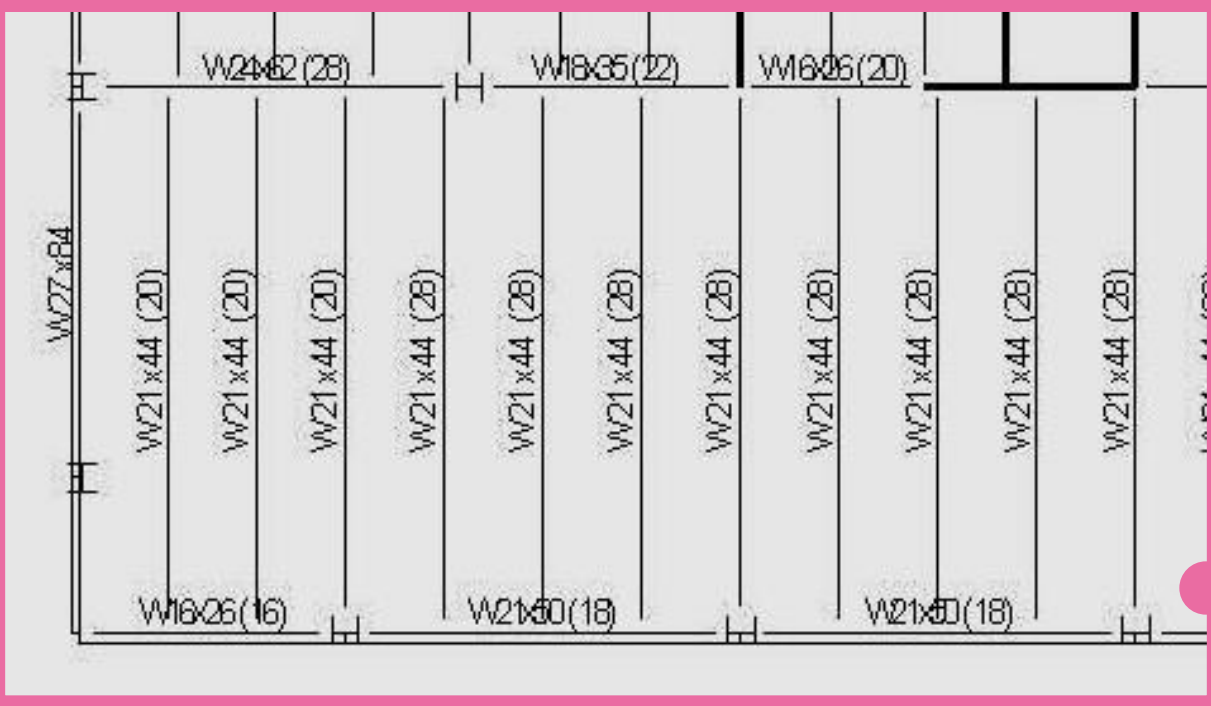 W24x62 (28)
W18x35 (22)
W16x26 (20)
W27x84
W21x44 (20)
W21x44 (20)
W21x44 (20)
W21x44 (28)
W21x44 (28)
W21x44 (28)
W21x44 (28)
W21x44 (28)
W21x44 (28)
W21x44 (28)
W21x44 (28)
W16x26 (16)
W21x50 (18)
W21x50 (18)